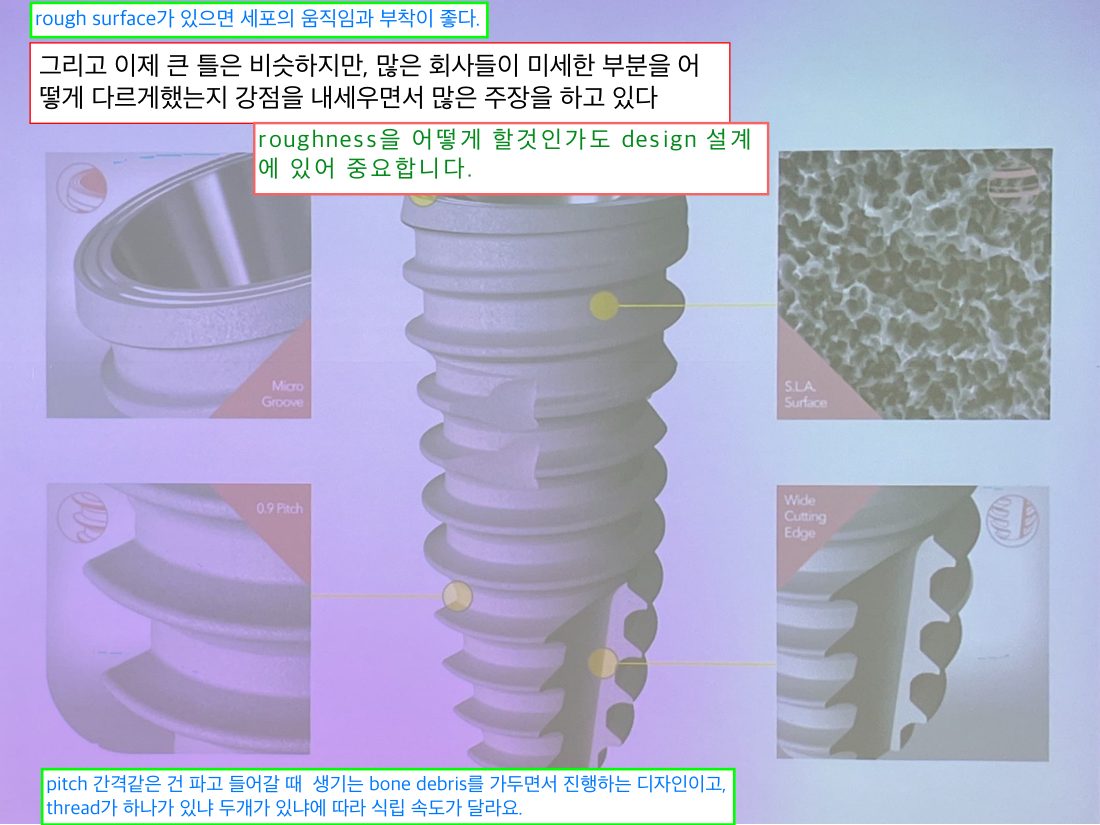 rough surface가 있으면 세포의 움직임과 부착이 좋다.
그리고 이제 큰 틀은 비슷하지만, 많은 회사들이 미세한 부분을 어
떻게 다르게했는지 강점을 내세우면서 많은 주장을 하고 있다
roughness을 어떻게 할것인가도 design 설계
에 있어 중요합니다.
Micro
Groove
S.L.A.
Surface
0.9 Pitch
Wide
Cutting
Edge
pitch 간격같은 건 파고 들어갈 때 생기는 bone debris를 가두면서 진행하는 디자인이고,
thread가 하나가 있냐 두개가 있냐에 따라 식립 속도가 달라요.